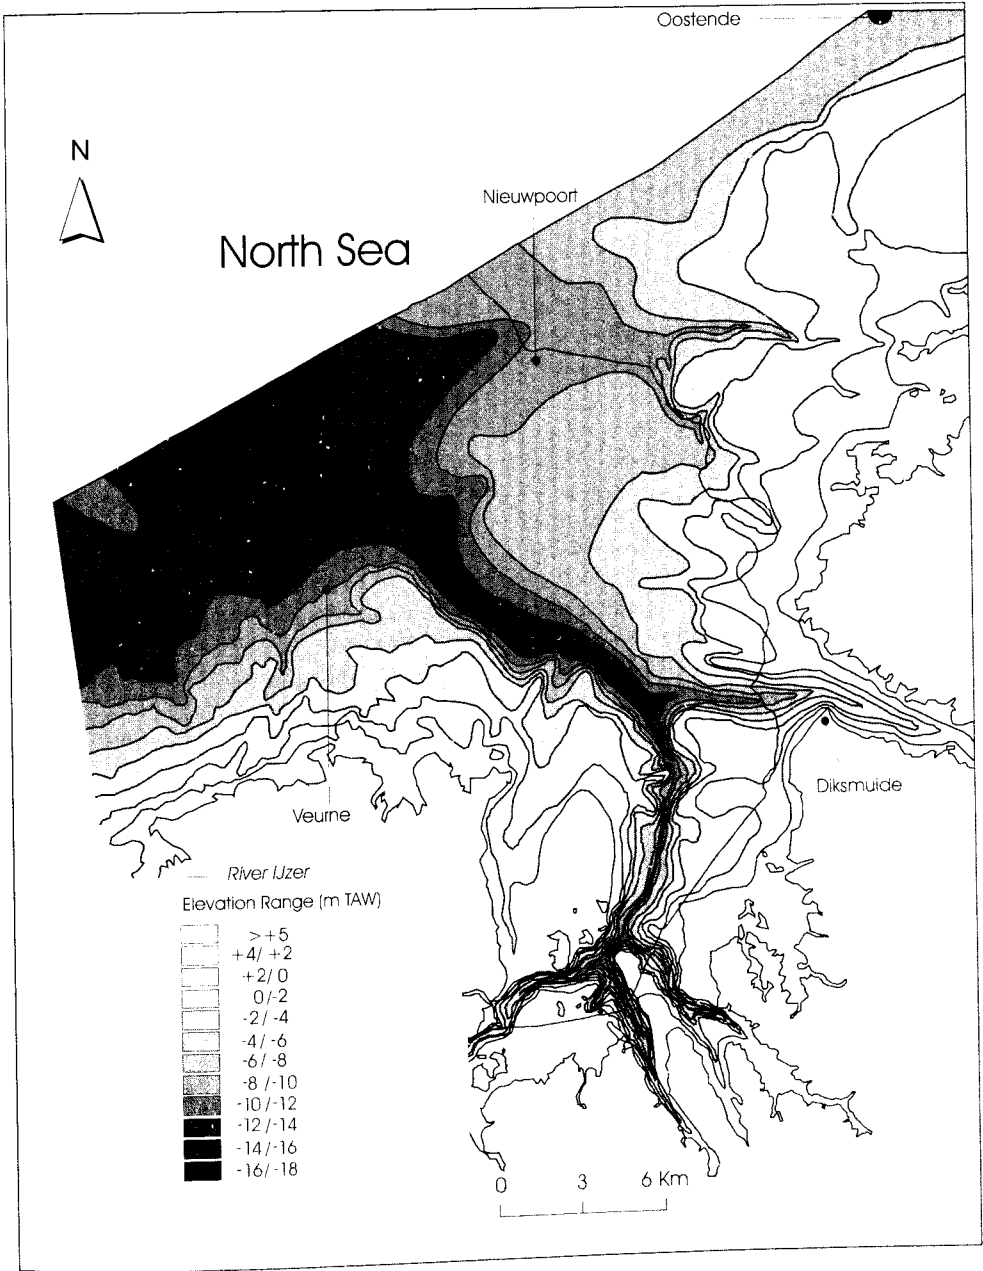 Oostende
N
Nieuwpoort
North Sea
Diksmuide
Veurne
River IJzer
Elevation Range (m TAW)
>+5
+4/ +2
+2/ 0
0/-2
-2/ -4
-4/ -6
-6/ -8
-8 /-10
-10/ -12
-12/ -14
-14/ -16
-16/ -18
0 3 6 Km